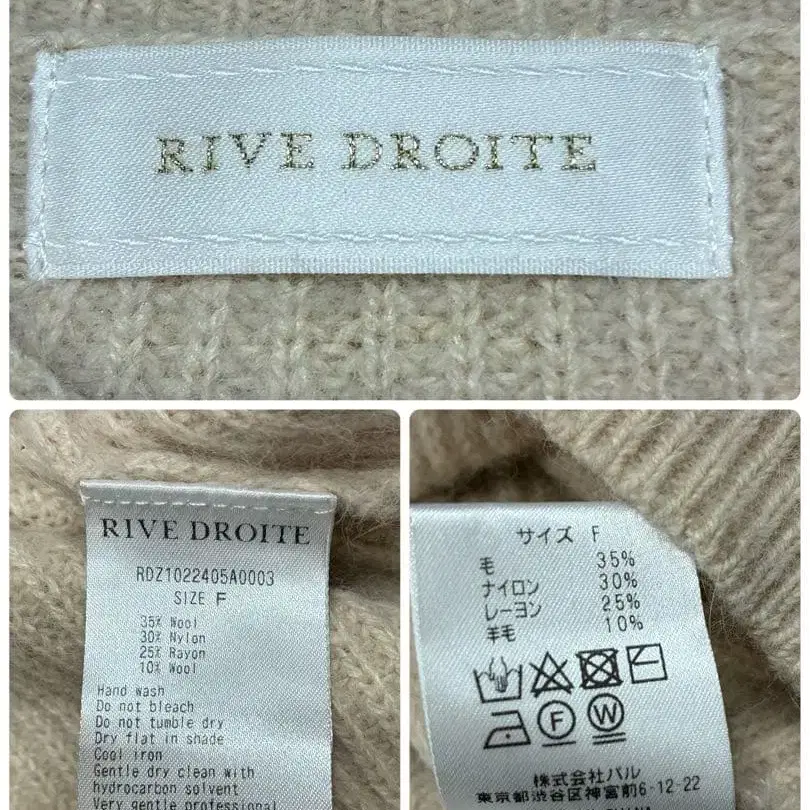 RIVE DROITE
RIVE DROITE
RDZ1022405A0003
SIZE F
35% Wool
30% Nylon
25% Rayon
10% Wool
Hand wash
Do not bleach
Do not tumble dry
Dry flat in shade
Cool iron
Gentle dry clean with
hydrocarbon solvent
Very gentle professional
サイズ F
毛 35%
ナイロン 30%
レーヨン 25%
羊毛 10%
F W
株式会社パル
東京都渋谷区神宮前6-12-22